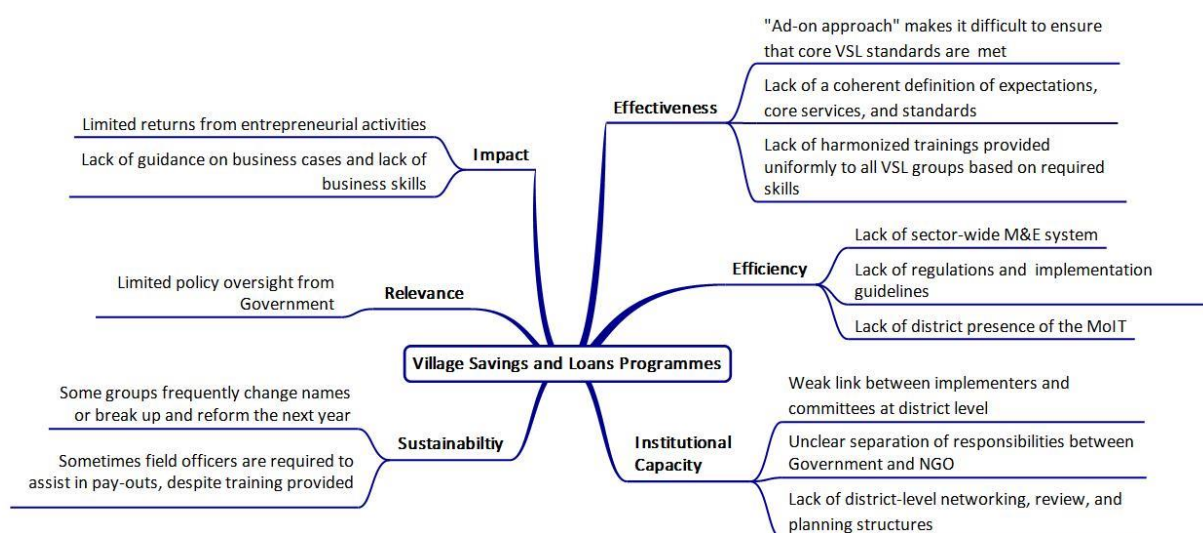 "Ad-on approach" makes it difficult to ensure
that core VSL standards are met
Effectiveness
Lack of a coherent definition of expectations,
core services, and standards
Lack of harmonized trainings provided
uniformly to all VSL groups based on required
skills
Limited returns from entrepreneurial activities
Impact
Lack of guidance on business cases and lack of
business skills
Lack of sector-wide M&E system
Efficiency
Lack of regulations and implementation
guidelines
Lack of district presence of the MoIT
Limited policy oversight from
Government
Relevance
Village Savings and Loans Programmes
Some groups frequently change names
or break up and reform the next year
Sustainabiltiy
Sometimes field officers are required to
assist in pay-outs, despite training provided
Weak link between implementers and
committees at district level
Institutional
Capacity
Unclear separation of responsibilities between
Government and NGO
Lack of district-level networking, review, and
planning structures